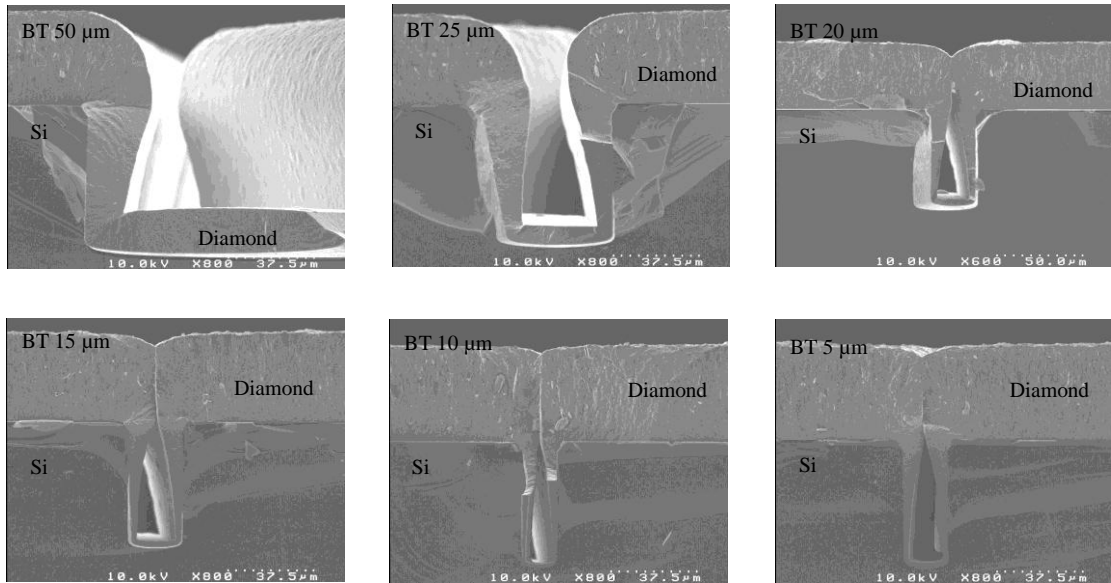 BT 50 µm
Si
Diamond
10.0kV X800 37.5µm
BT 25 µm
Diamond
Si
10.0kV X800 37.5µm
BT 20 µm
Diamond
Si
10.0kV X600 50.0µm
BT 15 µm
Diamond
Si
10.0kV X800 37.5µm
BT 10 µm
Diamond
Si
10.0kV X800 37.5µm
BT 5 µm
Diamond
Si
10.0kV X800 37.5µm